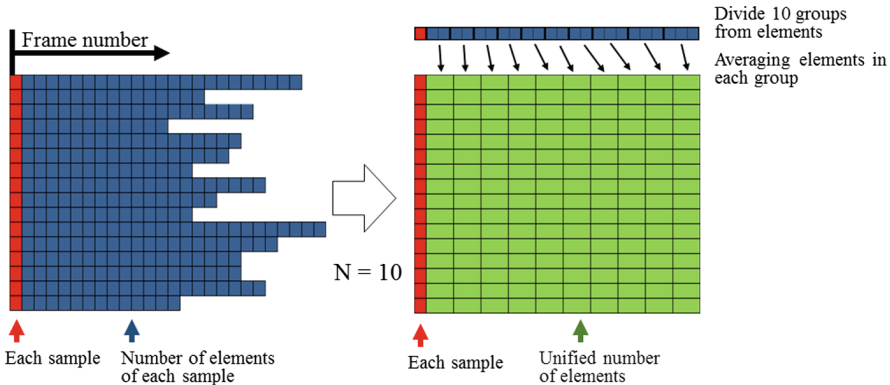 Frame number
Divide 10 groups
from elements
Averaging elements in
each group
N = 10
Each sample
Number of elements
of each sample
Each sample
Unified number
of elements